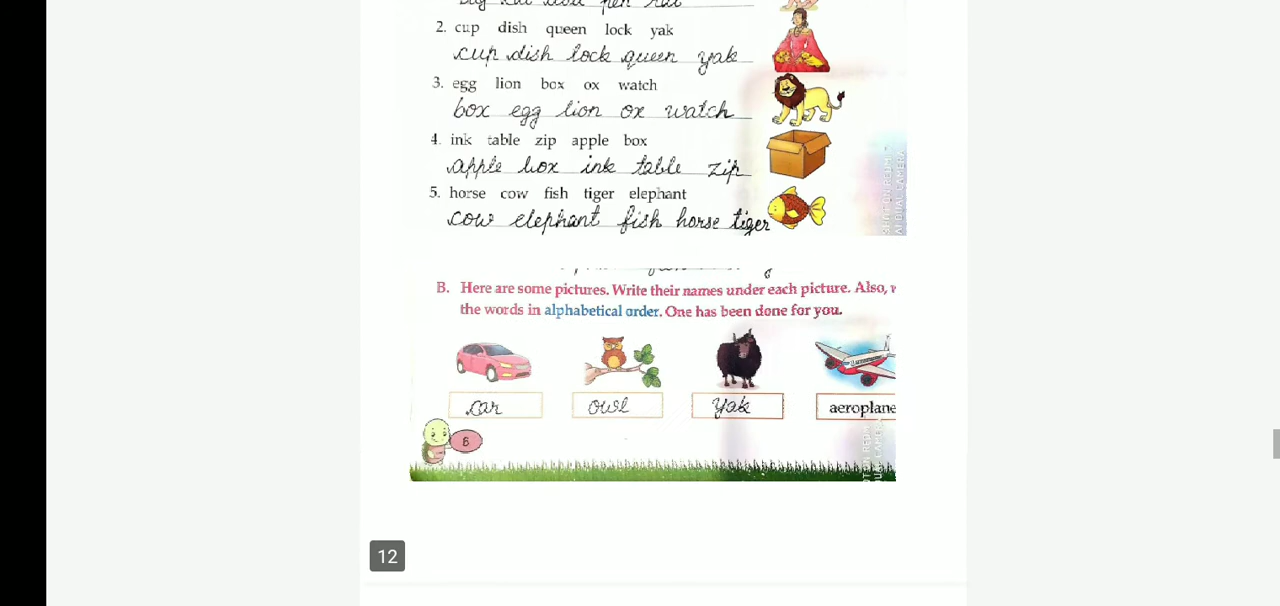 2. cup dish queen lock yak
cup dish lock queen yak
3. egg lion box ox watch
box egg lion ox watch
4. ink table zip apple box
apple box ink table zip
5. horse cow fish tiger elephant
cow elephant fish horse tiger
B. Here are some pictures. Write their names under each picture. Also,
the words in alphabetical order. One has been done for you.
car owl yak aeroplane
12